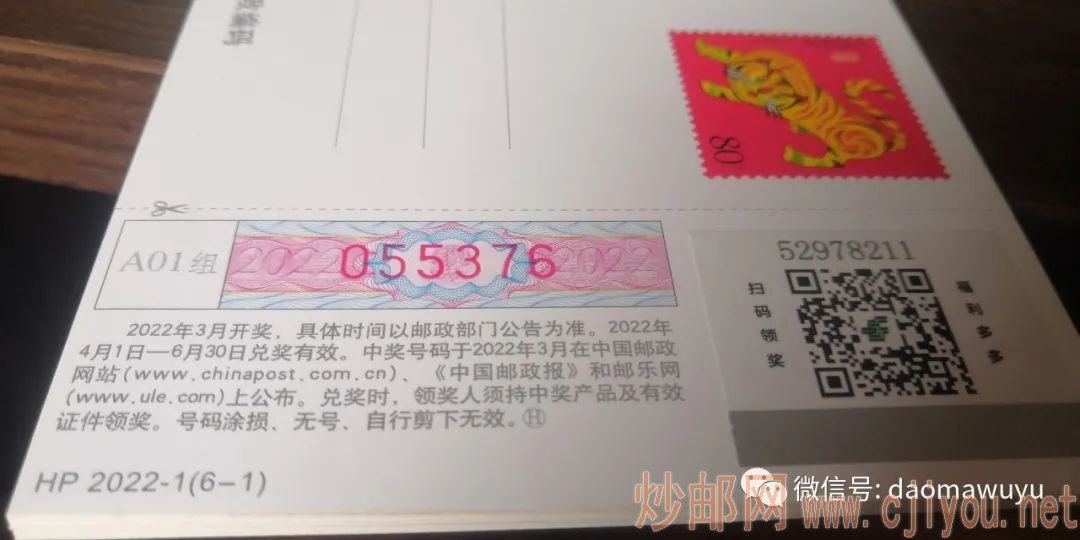 80
A01组
2022 055376 2022
2022年3月开奖，具体时间以邮政部门公告为准。2022年
4月1日—6月30日兑奖有效。中奖号码于2022年3月在中国邮政
网站(www.chinapost.com.cn)、《中国邮政报》和邮乐网
(www.ule.com)上公布。兑奖时，领奖人须持中奖产品及有效
证件领奖。号码涂损、无号、自行剪下无效。Ⓗ
HP 2022-1(6-1)
52978211
扫码领奖
福利多多
微信号: daomawuyu
炒邮网 www.cjiyou.net